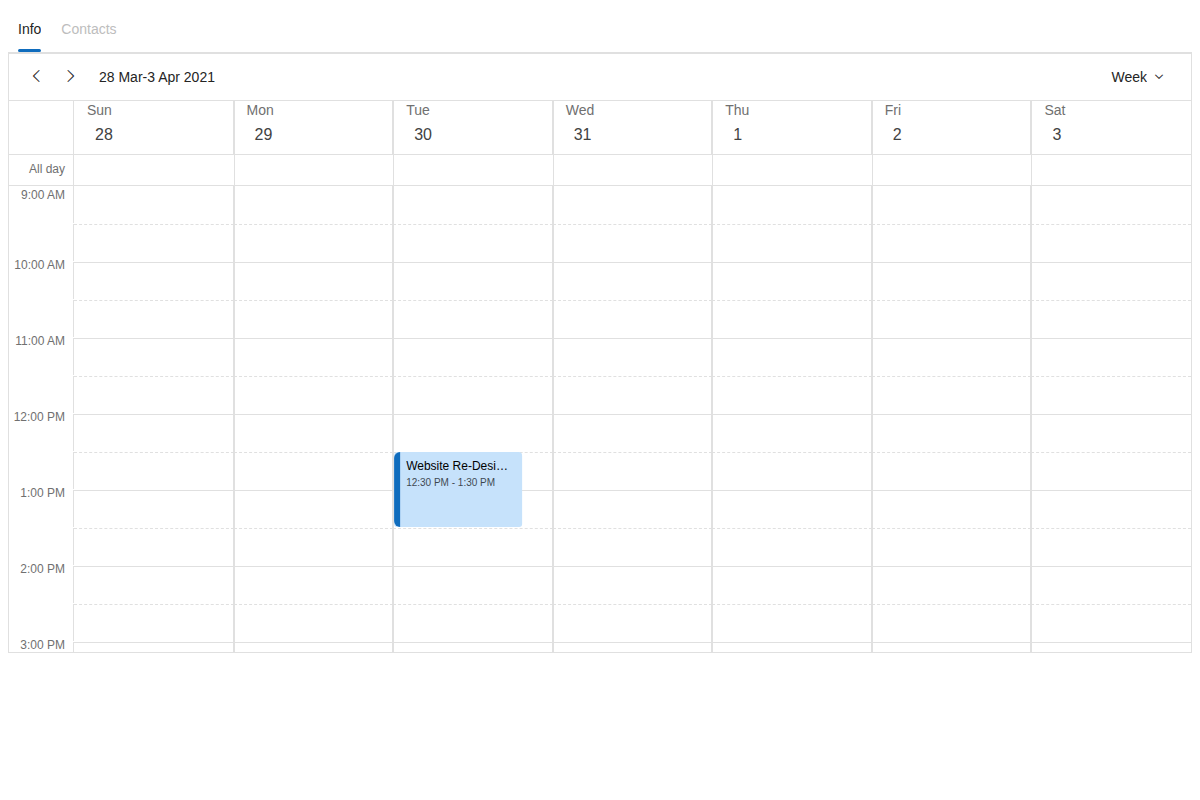 Info Contacts
28 Mar-3 Apr 2021 Week
Sun Mon Tue Wed Thu Fri Sat
28 29 30 31 1 2 3
All day
9:00 AM
10:00 AM
11:00 AM
12:00 PM
Website Re-Desi…
12:30 PM - 1:30 PM
1:00 PM
2:00 PM
3:00 PM